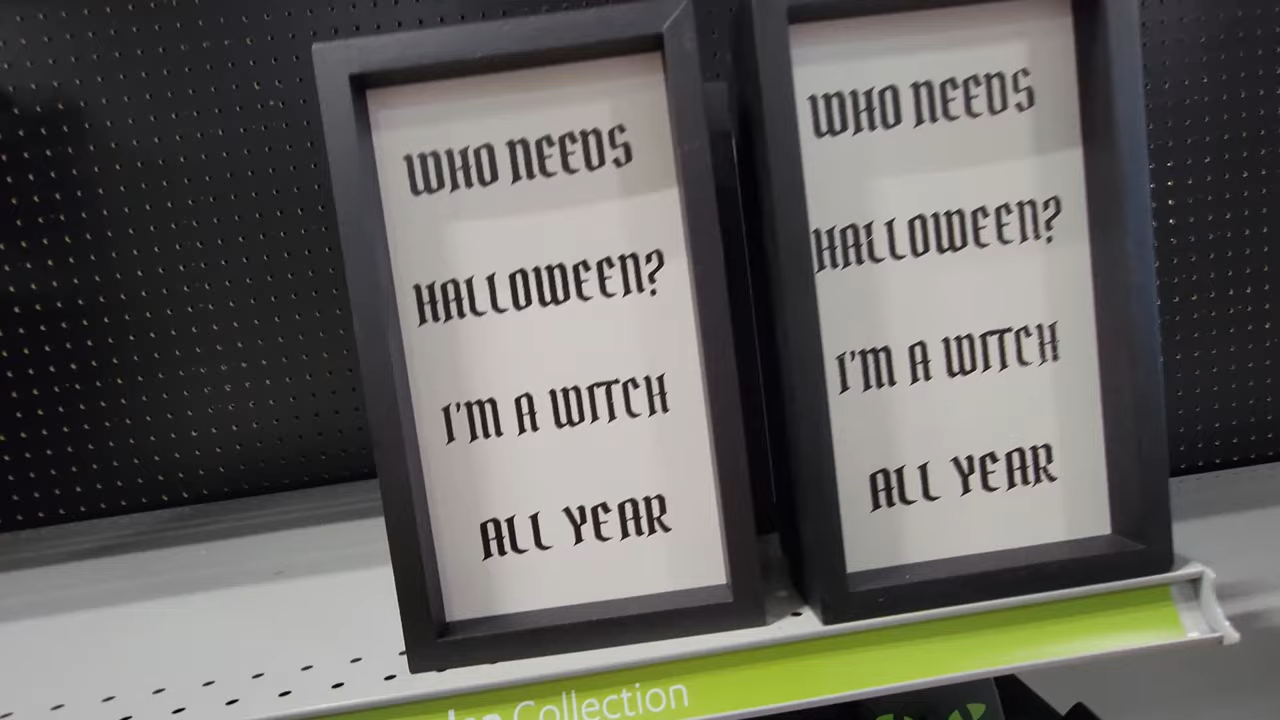 WHO NEEDS
HALLOWEEN?
I'M A WITCH
ALL YEAR
WHO NEEDS
HALLOWEEN?
I'M A WITCH
ALL YEAR
Collection